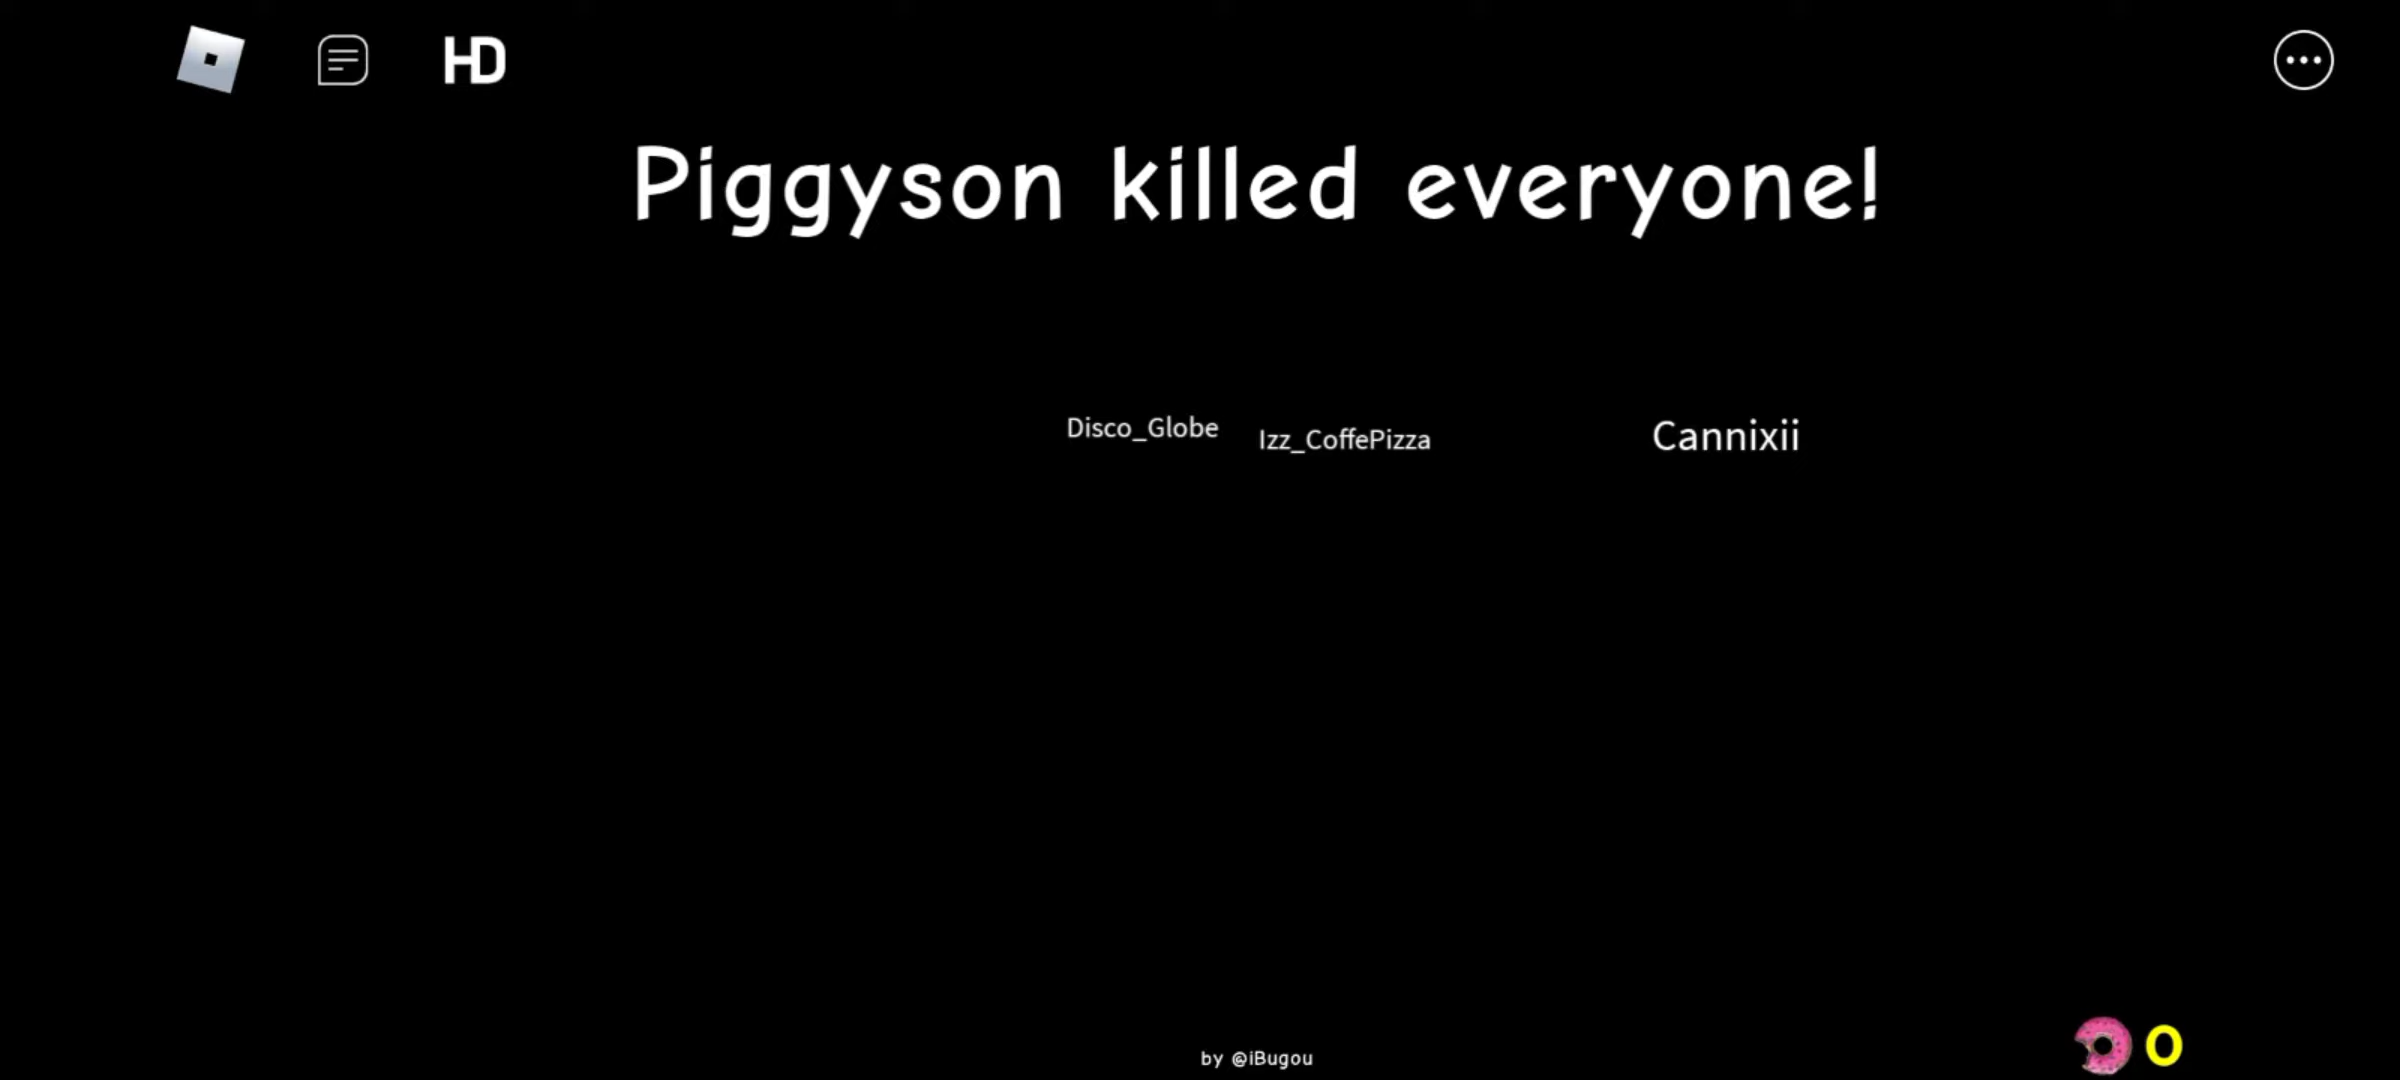 HD
Piggyson killed everyone!
Disco_Globe
Izz_CoffePizza
Cannixii
by @iBugou
0